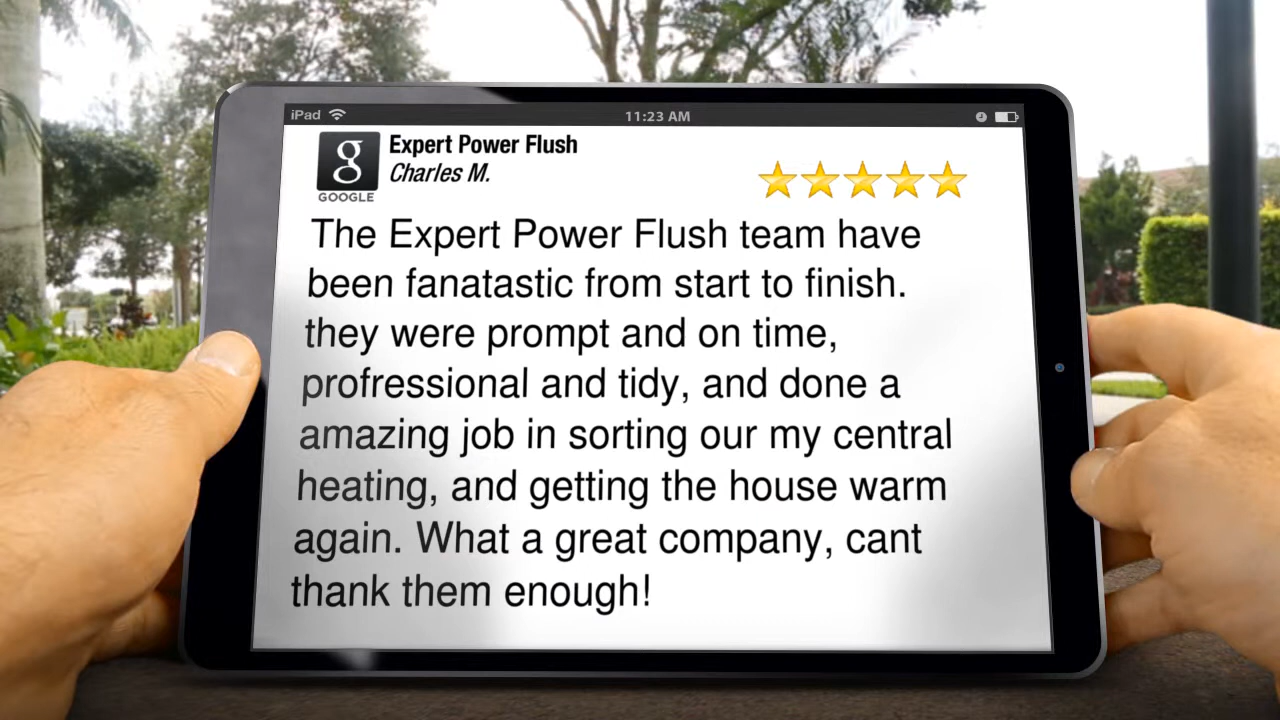 iPad 11:23 AM
g Expert Power Flush
Charles M.
GOOGLE
The Expert Power Flush team have
been fanatastic from start to finish.
they were prompt and on time,
profressional and tidy, and done a
amazing job in sorting our my central
heating, and getting the house warm
again. What a great company, cant
thank them enough!